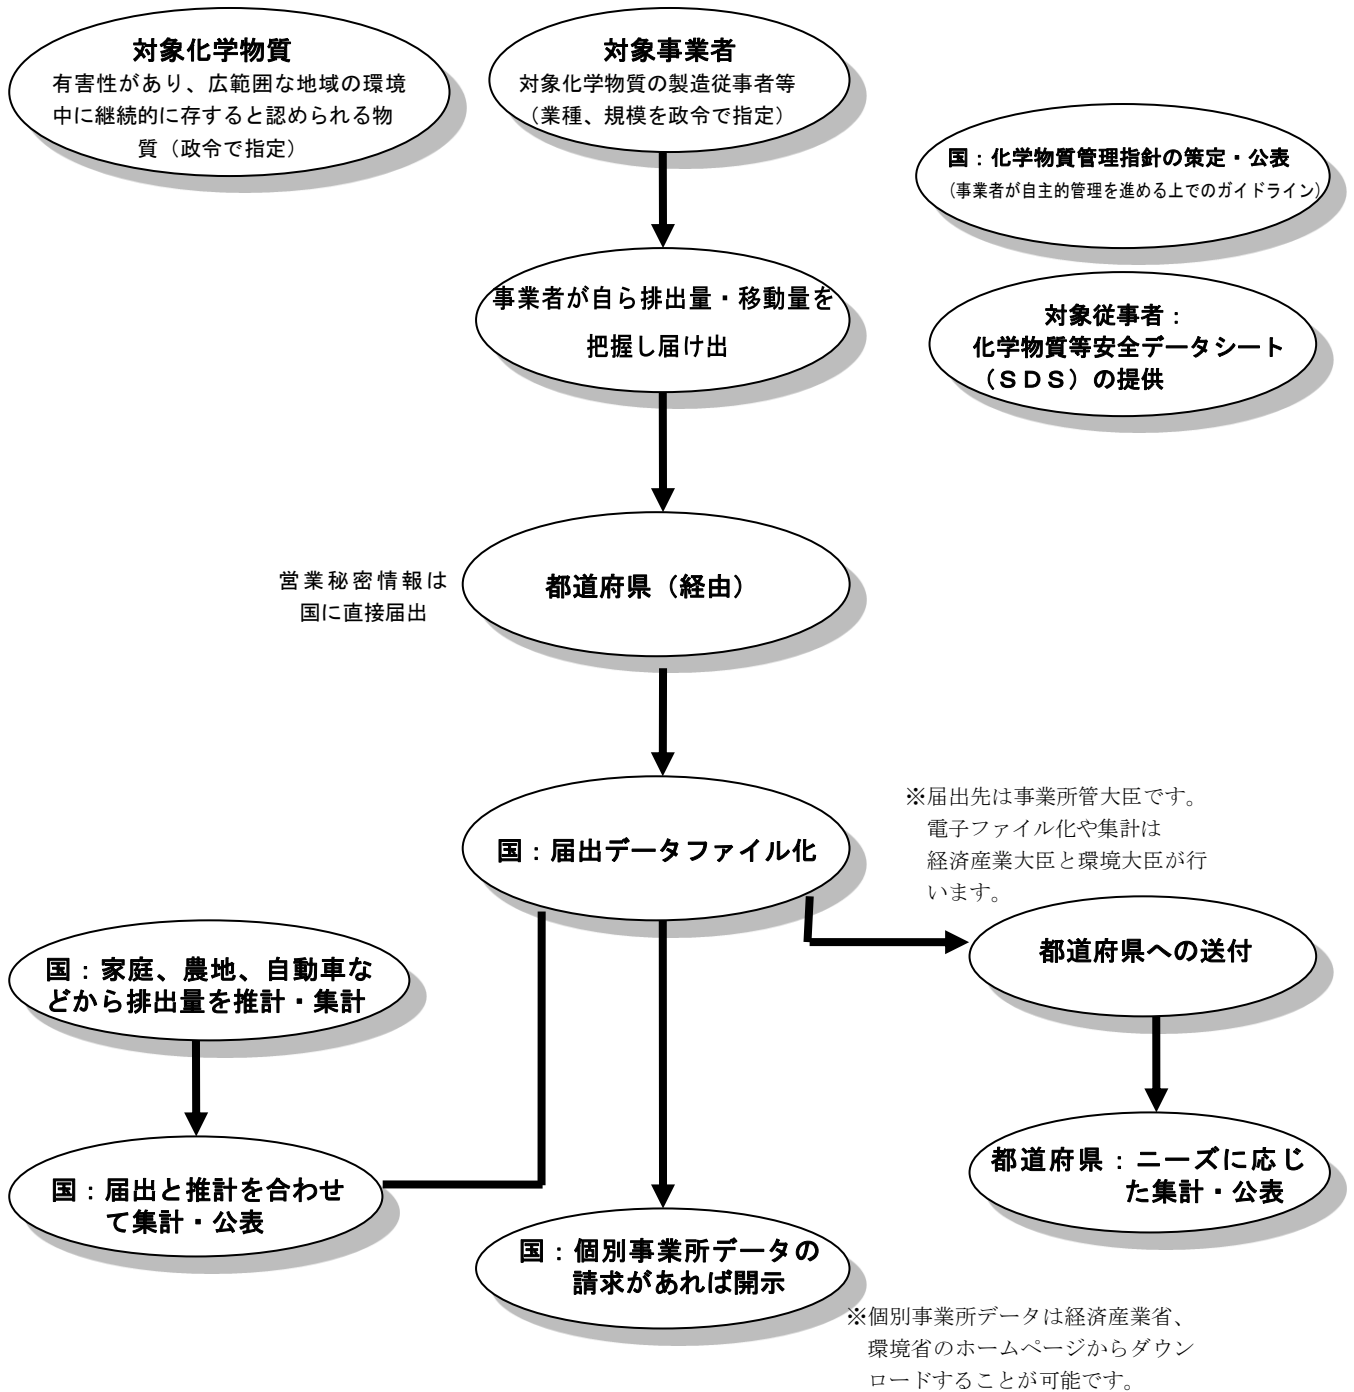 対象化学物質
有害性があり、広範囲な地域の環境
中に継続的に存すると認められる物
質（政令で指定）
対象事業者
対象化学物質の製造従事者等
（業種、規模を政令で指定）
国：化学物質管理指針の策定・公表
（事業者が自主的管理を進める上でのガイドライン）
事業者が自ら排出量・移動量を
把握し届け出
対象従事者：
化学物質等安全データシート
（ＳＤＳ）の提供
営業秘密情報は
国に直接届出
都道府県（経由）
国：届出データファイル化
※届出先は事業所管大臣です。
電子ファイル化や集計は
経済産業大臣と環境大臣が行
います。
国：家庭、農地、自動車な
どから排出量を推計・集計
都道府県への送付
国：届出と推計を合わせ
て集計・公表
都道府県：ニーズに応じ
た集計・公表
国：個別事業所データの
請求があれば開示
※個別事業所データは経済産業省、
環境省のホームページからダウン
ロードすることが可能です。